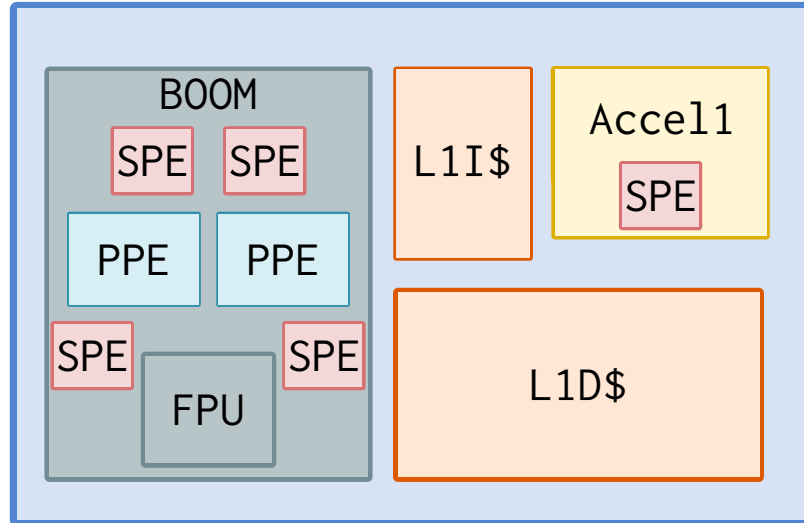 BOOM
SPE SPE
PPE PPE
SPE SPE
FPU
L1I$
Accel1
SPE
L1D$